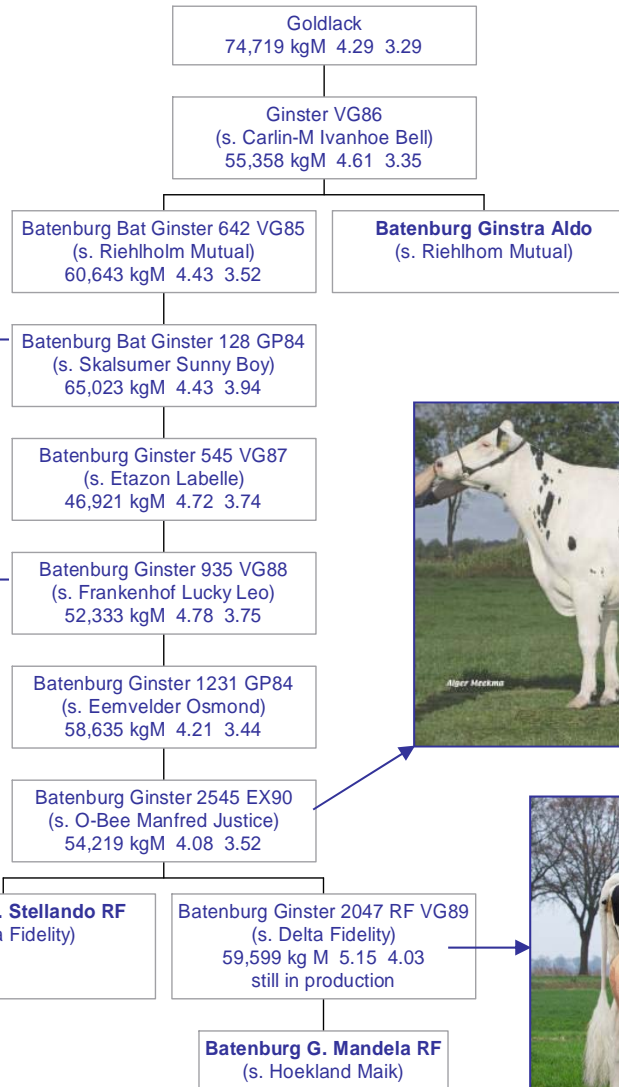 Goldlack
74,719 kgM 4.29 3.29
Ginster VG86
(s. Carlin-M Ivanhoe Bell)
55,358 kgM 4.61 3.35
Batenburg Bat Ginster 642 VG85
(s. Riehlholm Mutual)
60,643 kgM 4.43 3.52
Batenburg Ginstra Aldo
(s. Riehlhom Mutual)
Batenburg Bat Ginster 128 GP84
(s. Skalsumer Sunny Boy)
65,023 kgM 4.43 3.94
Batenburg Ginster 545 VG87
(s. Etazon Labelle)
46,921 kgM 4.72 3.74
Batenburg Ginster 935 VG88
(s. Frankenhof Lucky Leo)
52,333 kgM 4.78 3.75
Batenburg Ginster 1231 GP84
(s. Eemvelder Osmond)
58,635 kgM 4.21 3.44
Alger Meekma
Batenburg Ginster 2545 EX90
(s. O-Bee Manfred Justice)
54,219 kgM 4.08 3.52
. Stellando RF
Fidelity)
Batenburg Ginster 2047 RF VG89
(s. Delta Fidelity)
59,599 kg M 5.15 4.03
still in production
Batenburg G. Mandela RF
(s. Hoekland Maik)